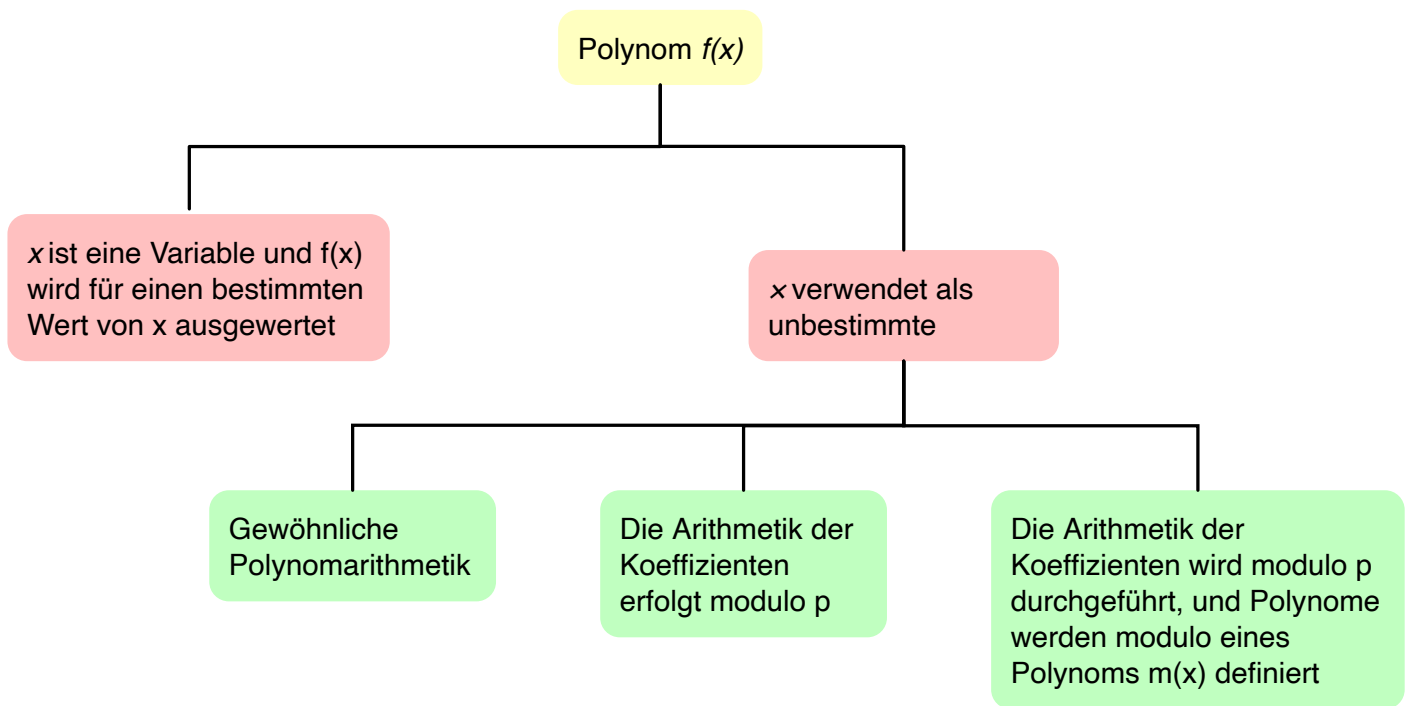 Polynom f(x)
x ist eine Variable und f(x)
wird für einen bestimmten
Wert von x ausgewertet
x verwendet als
unbestimmte
Gewöhnliche
Polynomarithmetik
Die Arithmetik der
Koeffizienten
erfolgt modulo p
Die Arithmetik der
Koeffizienten wird modulo p
durchgeführt, und Polynome
werden modulo eines
Polynoms m(x) definiert